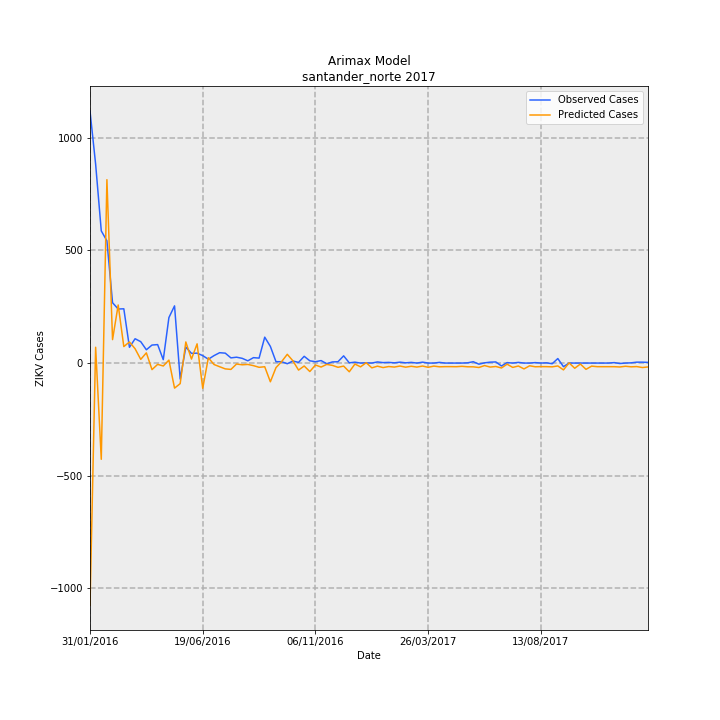 Arimax Model
santander_norte 2017
Observed Cases
Predicted Cases
ZIKV Cases
1000
500
0
−500
−1000
31/01/2016
19/06/2016
06/11/2016
26/03/2017
13/08/2017
Date